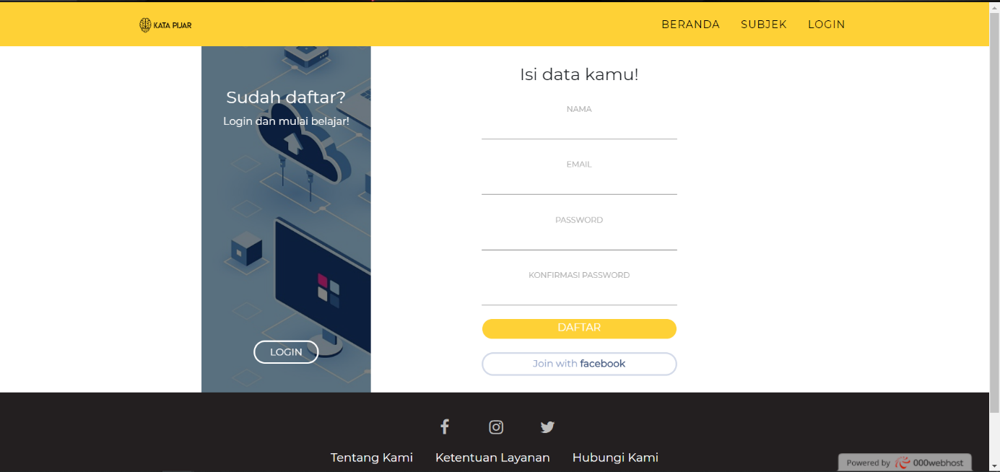 KATA PIJAR
BERANDA SUBJEK LOGIN
Sudah daftar?
Login dan mulai belajar!
LOGIN
Isi data kamu!
NAMA
EMAIL
PASSWORD
KONFIRMASI PASSWORD
DAFTAR
Join with facebook
Tentang Kami Ketentuan Layanan Hubungi Kami
Powered by 000webhost